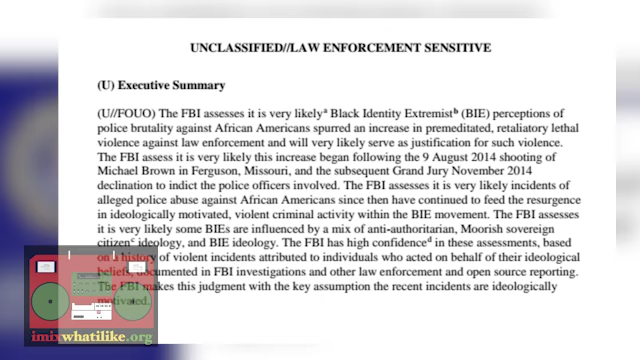 UNCLASSIFIED//LAW ENFORCEMENT SENSITIVE
(U) Executive Summary
(U//FOUO) The FBI assesses it is very likelyᵃ Black Identity Extremistᵇ (BIE) perceptions of
police brutality against African Americans spurred an increase in premeditated, retaliatory lethal
violence against law enforcement and will very likely serve as justification for such violence.
The FBI assess it is very likely this increase began following the 9 August 2014 shooting of
Michael Brown in Ferguson, Missouri, and the subsequent Grand Jury November 2014
declination to indict the police officers involved. The FBI assesses it is very likely incidents of
alleged police abuse against African Americans since then have continued to feed the resurgence
in ideologically motivated, violent criminal activity within the BIE movement. The FBI assesses
it is very likely some BIEs are influenced by a mix of anti-authoritarian, Moorish sovereign
citizenᶜ ideology, and BIE ideology. The FBI has high confidenceᵈ in these assessments, based
on a history of violent incidents attributed to individuals who acted on behalf of their ideological
beliefs, documented in FBI investigations and other law enforcement and open source reporting.
The FBI makes this judgment with the key assumption the recent incidents are ideologically
motivated.
imixwhatilike.org